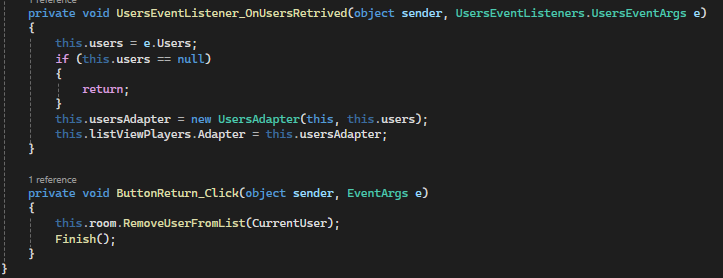 1 reference
private void UsersEventListener_OnUsersRetrived(object sender, UsersEventListeners.UsersEventArgs e)
{
this.users = e.Users;
if (this.users == null)
{
return;
}
this.usersAdapter = new UsersAdapter(this, this.users);
this.listViewPlayers.Adapter = this.usersAdapter;
}
1 reference
private void ButtonReturn_Click(object sender, EventArgs e)
{
this.room.RemoveUserFromList(CurrentUser);
Finish();
}
}